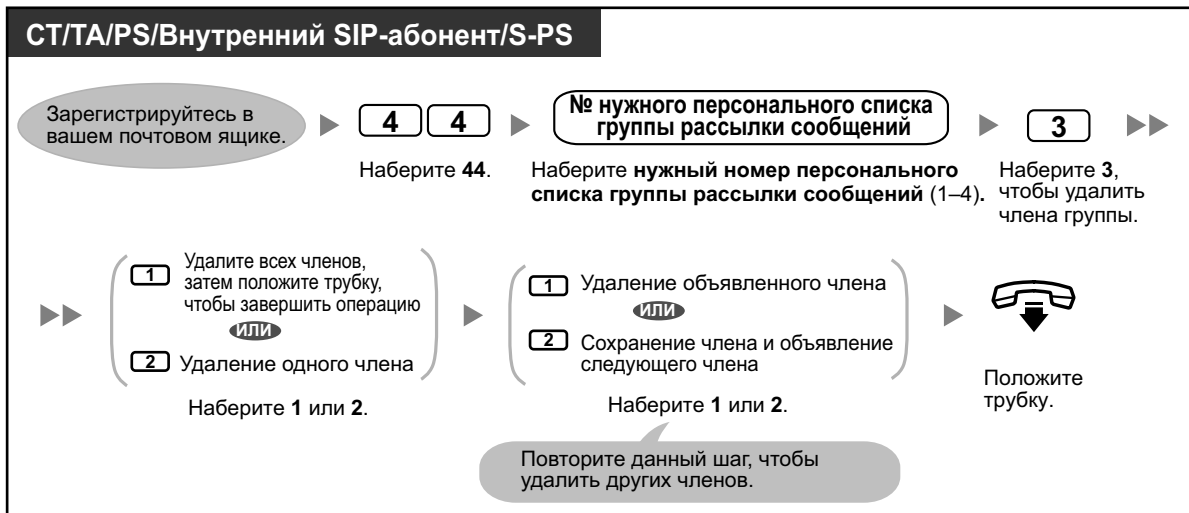 СТ/TA/PS/Внутренний SIP-абонент/S-PS
Зарегистрируйтесь в
вашем почтовом ящике.
4 4
Наберите 44.
№ нужного персонального списка
группы рассылки сообщений
Наберите нужный номер персонального
списка группы рассылки сообщений (1–4).
3
Наберите 3,
чтобы удалить
члена группы.
1 Удалите всех членов,
затем положите трубку,
чтобы завершить операцию
ИЛИ
2 Удаление одного члена
Наберите 1 или 2.
1 Удаление объявленного члена
ИЛИ
2 Сохранение члена и объявление
следующего члена
Наберите 1 или 2.
Повторите данный шаг, чтобы
удалить других членов.
Положите
трубку.